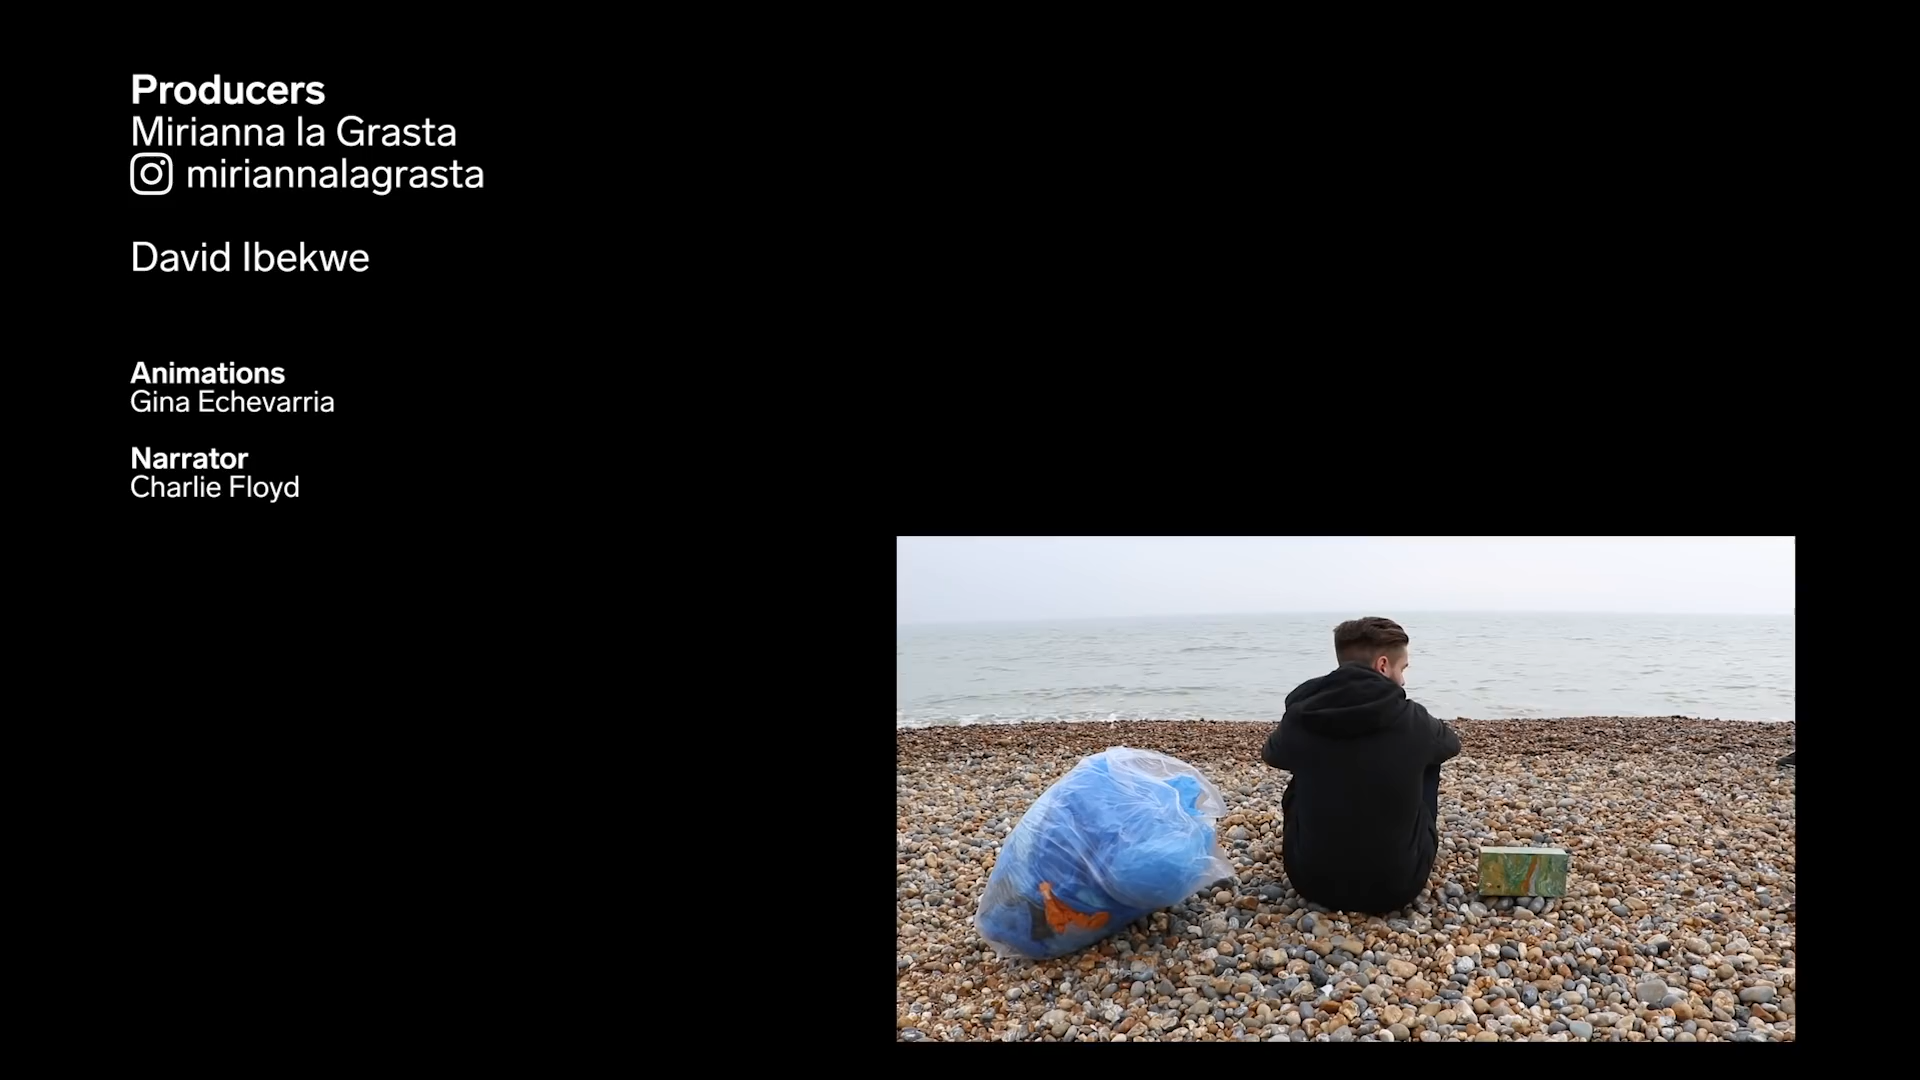 Producers
Mirianna la Grasta
miriannalagrasta
David Ibekwe
Animations
Gina Echevarria
Narrator
Charlie Floyd